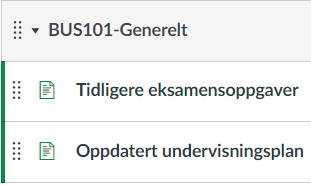 BUS101-Generelt
Tidligere eksamensoppgaver
Oppdatert undervisningsplan